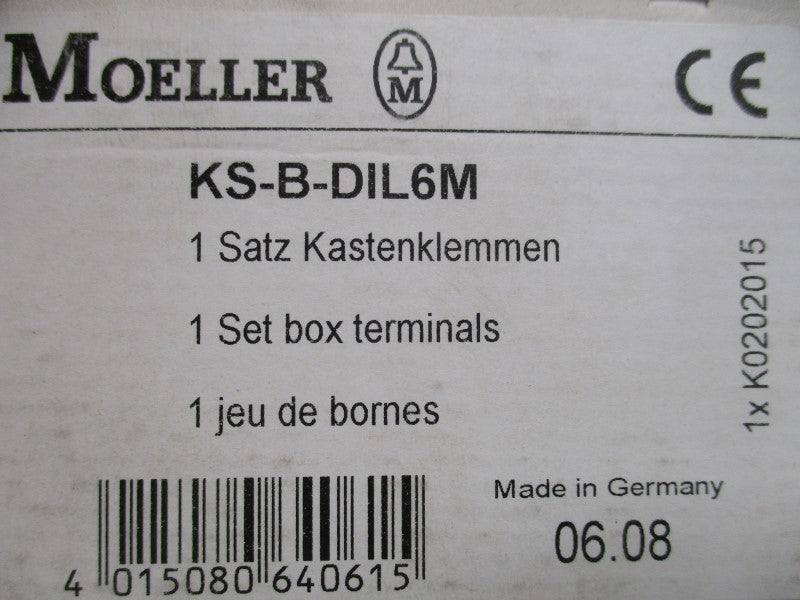 MOELLER M CE
KS-B-DIL6M
1 Satz Kastenklemmen
1 Set box terminals
1 jeu de bornes
1x K0202015
Made in Germany
06.08
4 015080 640615